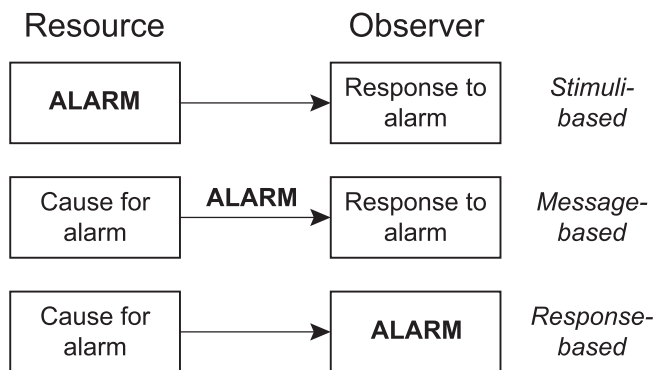 Resource
Observer
ALARM
Response to
alarm
Stimuli-
based
Cause for
alarm
ALARM
Response to
alarm
Message-
based
Cause for
alarm
ALARM
Response-
based